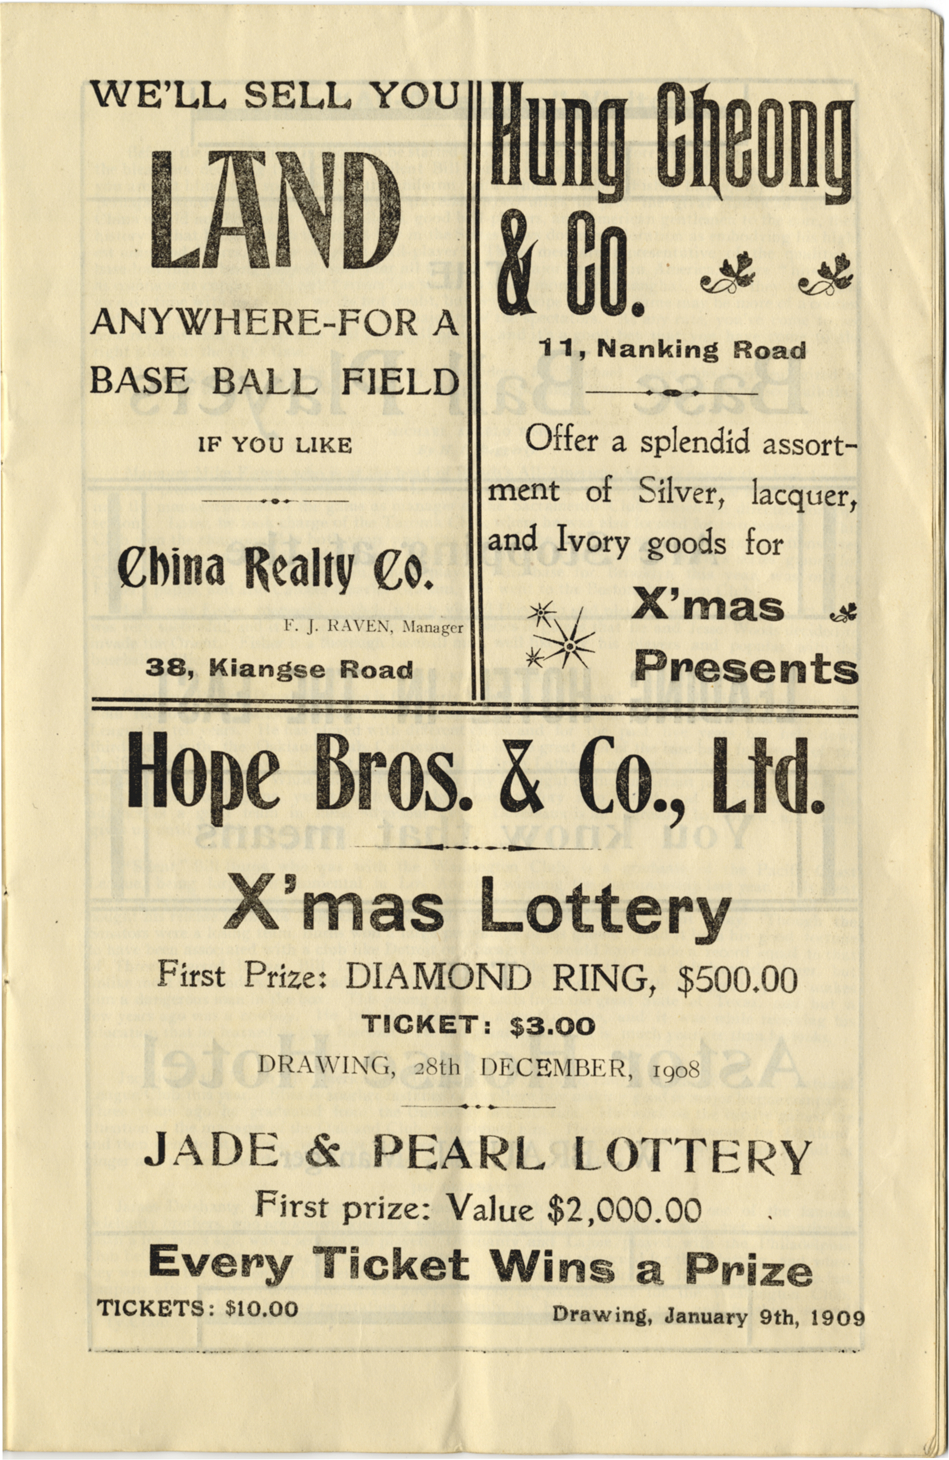 WE'LL SELL YOU
LAND
ANYWHERE-FOR A
BASE BALL FIELD
IF YOU LIKE
China Realty Co.
F. J. RAVEN, Manager
38, Kiangse Road
Hung Cheong
& Co.
11, Nanking Road
Offer a splendid assort-
ment of Silver, lacquer,
and Ivory goods for
X'mas
Presents
Hope Bros. & Co., Ltd.
X'mas Lottery
First Prize: DIAMOND RING, $500.00
TICKET: $3.00
DRAWING, 28th DECEMBER, 1908
JADE & PEARL LOTTERY
First prize: Value $2,000.00
Every Ticket Wins a Prize
TICKETS: $10.00
Drawing, January 9th, 1909